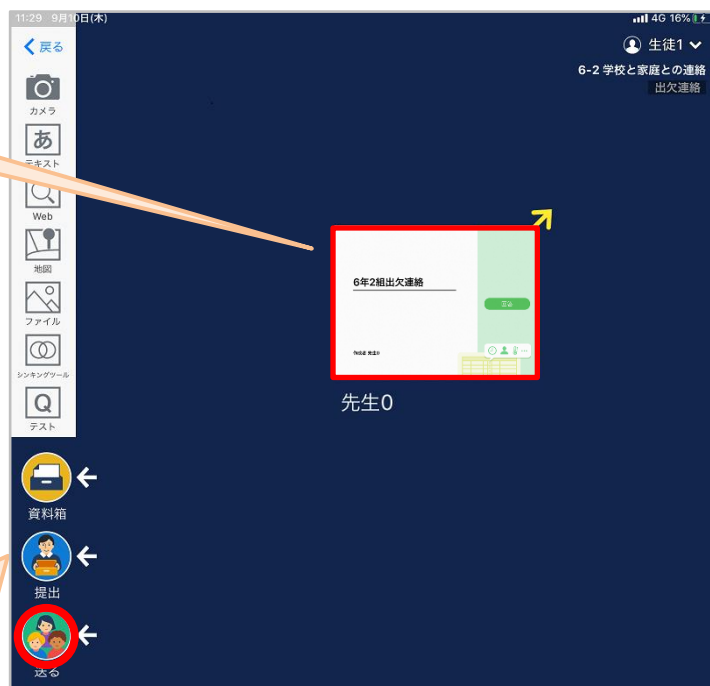 11:29 9月10日(木)
4G 16%
戻る
生徒1
6-2 学校と家庭との連絡
出欠連絡
カメラ
あ
テキスト
Web
地図
ファイル
シンキングツール
Q
テスト
6年2組出欠連絡
先生0
資料箱
提出
送る